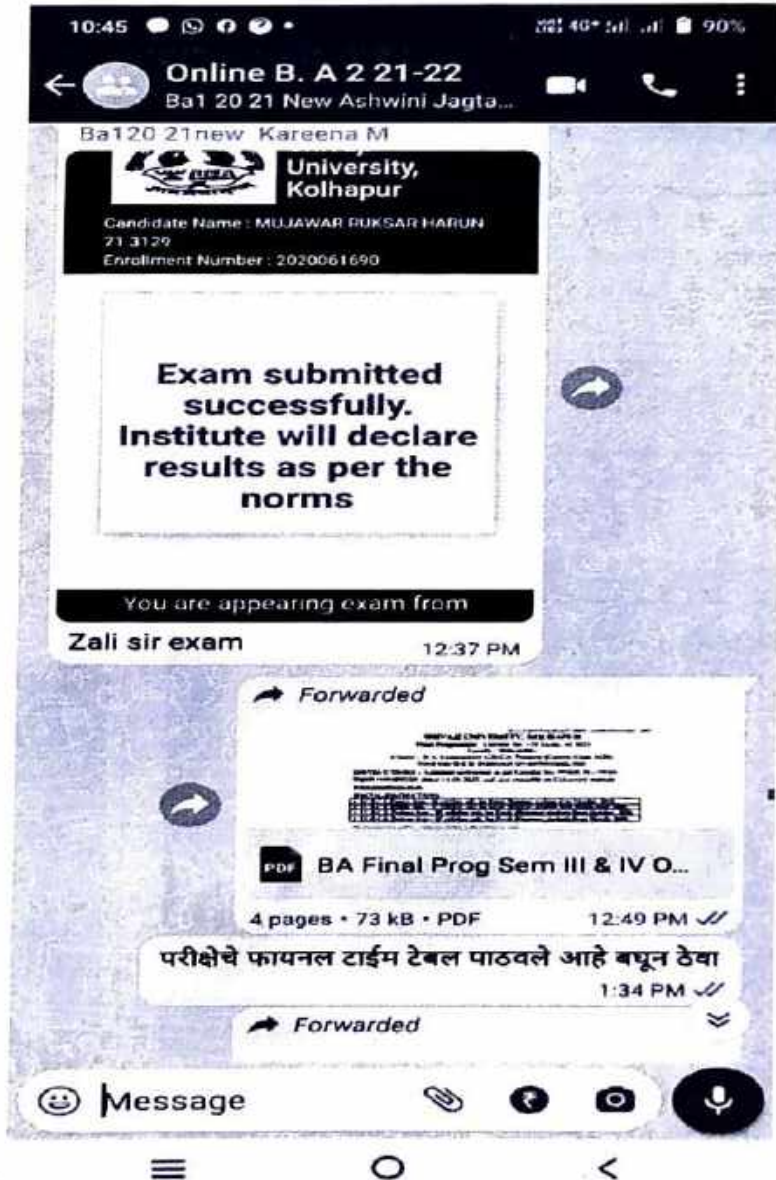 10:45
4G+ 90%
Online B. A 2 21-22
Ba1 20 21 New Ashwini Jagta...
Ba120 21new Kareena M
University,
Kolhapur
Candidate Name : MUJAWAR RUKSAR HARUN
21 3129
Enrollment Number : 2020061690
Exam submitted
successfully.
Institute will declare
results as per the
norms
You are appearing exam from
Zali sir exam 12:37 PM
Forwarded
PDF BA Final Prog Sem III & IV O...
4 pages • 73 kB • PDF 12:49 PM
परीक्षेचे फायनल टाईम टेबल पाठवले आहे बघून ठेवा
1:34 PM
Forwarded
Message